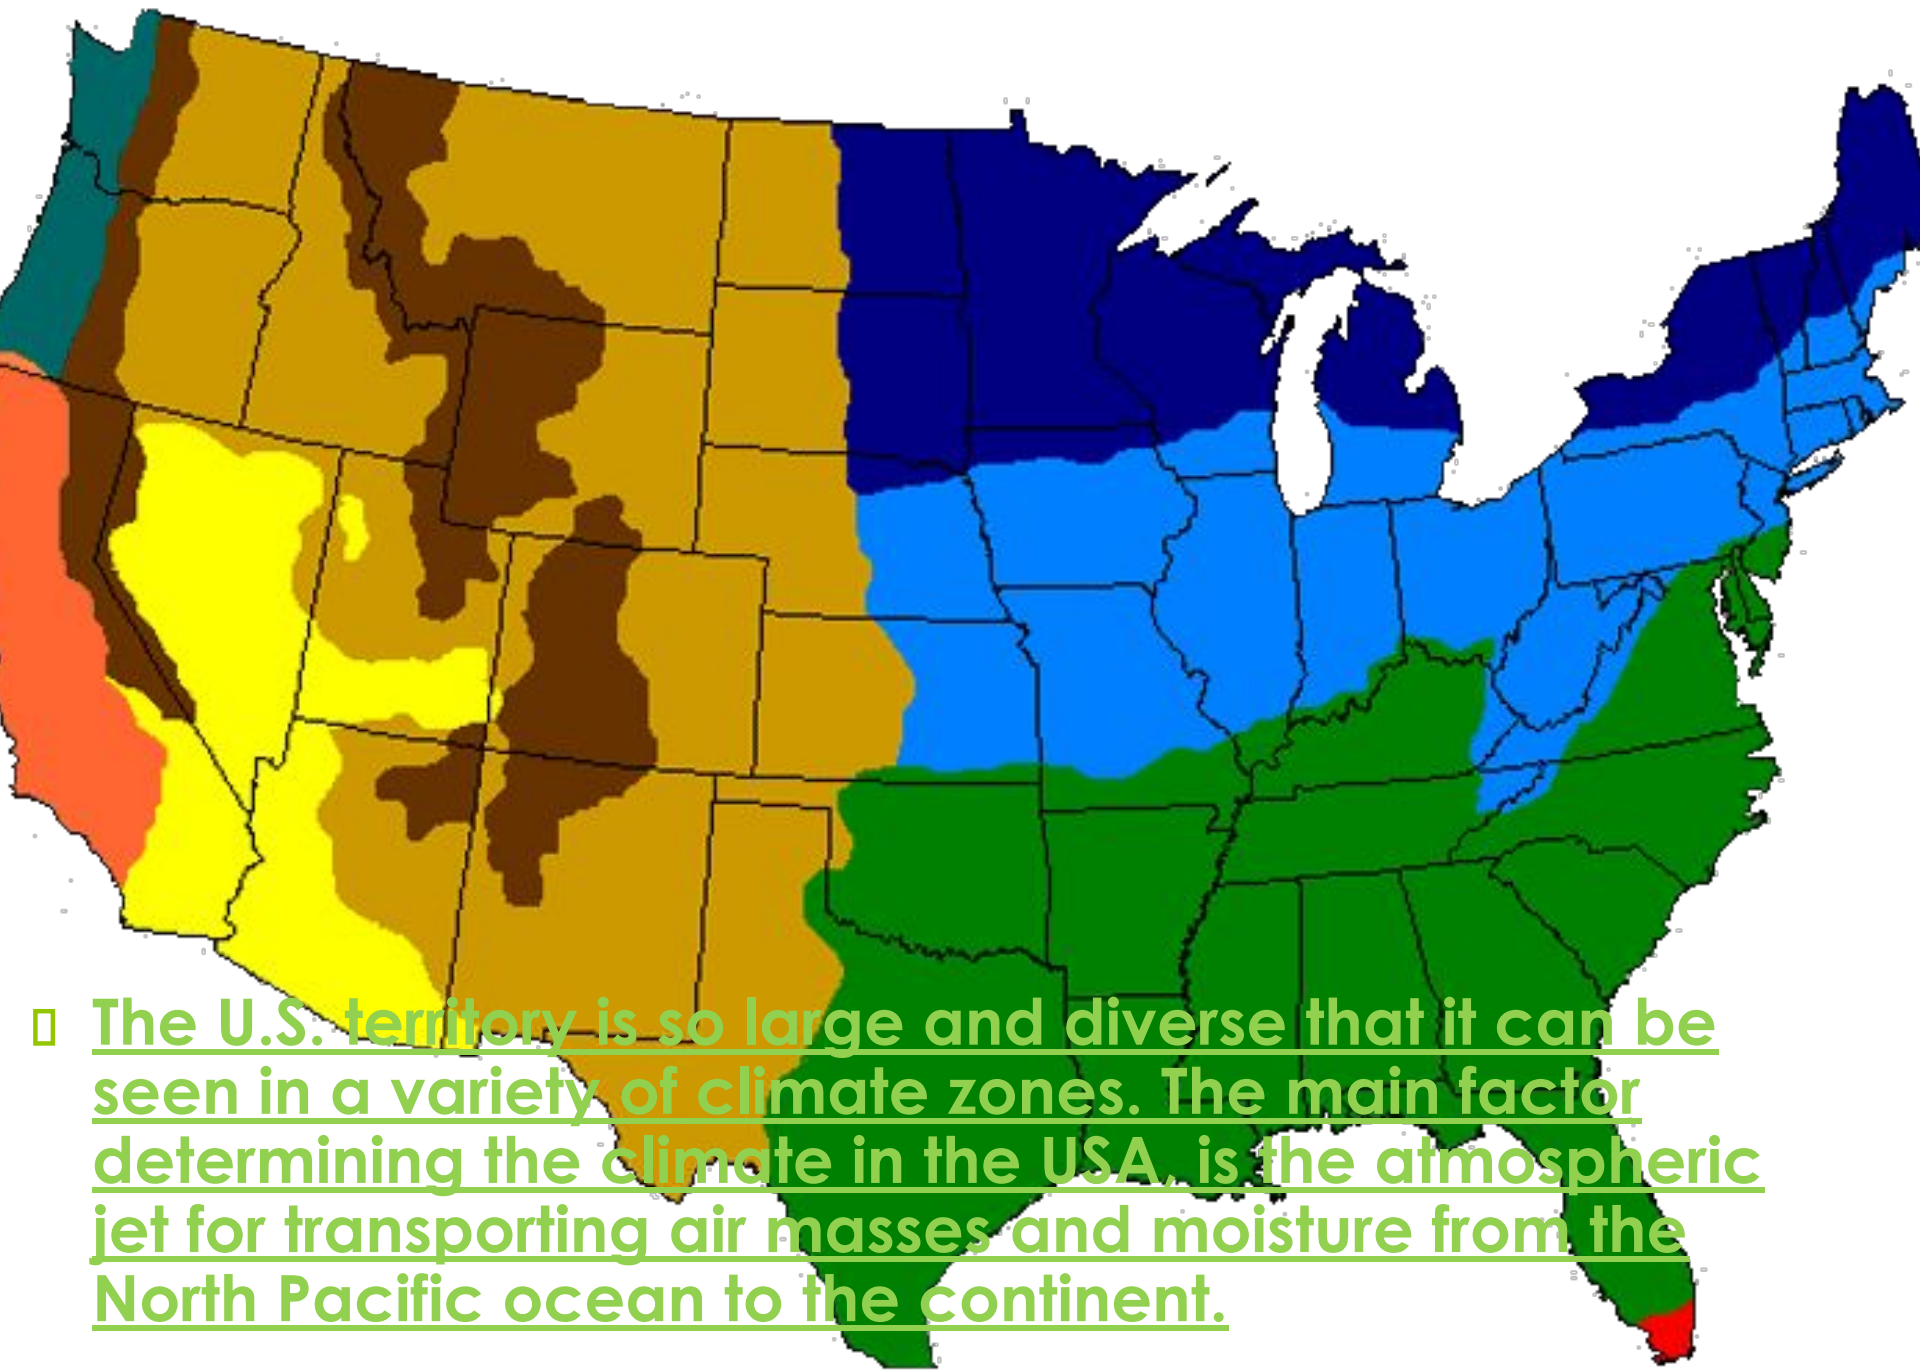 The U.S. territory is so large and diverse that it can be
seen in a variety of climate zones. The main factor
determining the climate in the USA, is the atmospheric
jet for transporting air masses and moisture from the
North Pacific ocean to the continent.